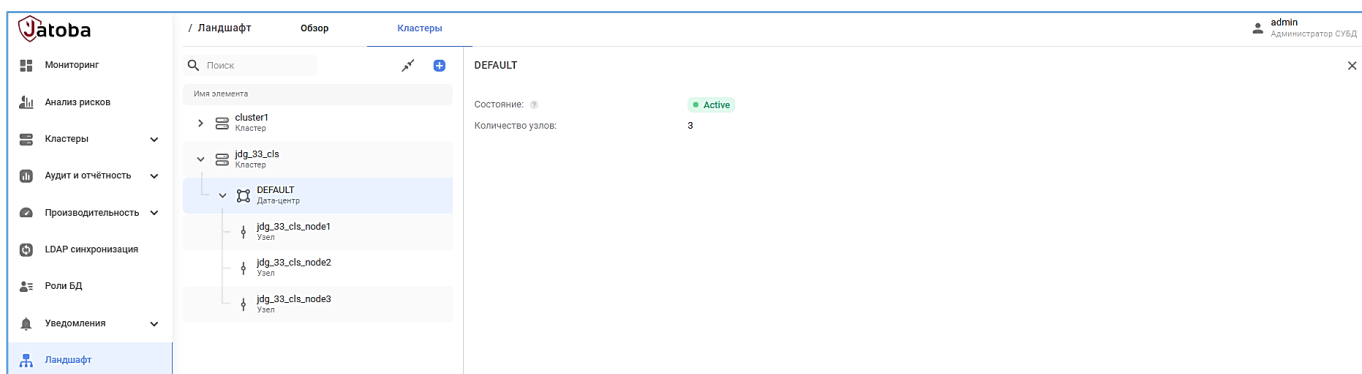 Jatoba
/ Ландшафт Обзор Кластеры
admin
Администратор СУБД
Мониторинг
Анализ рисков
Кластеры
Аудит и отчётность
Производительность
LDAP синхронизация
Роли БД
Уведомления
Ландшафт
Поиск
Имя элемента
cluster1
Кластер
jdg_33_cls
Кластер
DEFAULT
Дата-центр
jdg_33_cls_node1
Узел
jdg_33_cls_node2
Узел
jdg_33_cls_node3
Узел
DEFAULT
Состояние: ? Active
Количество узлов: 3